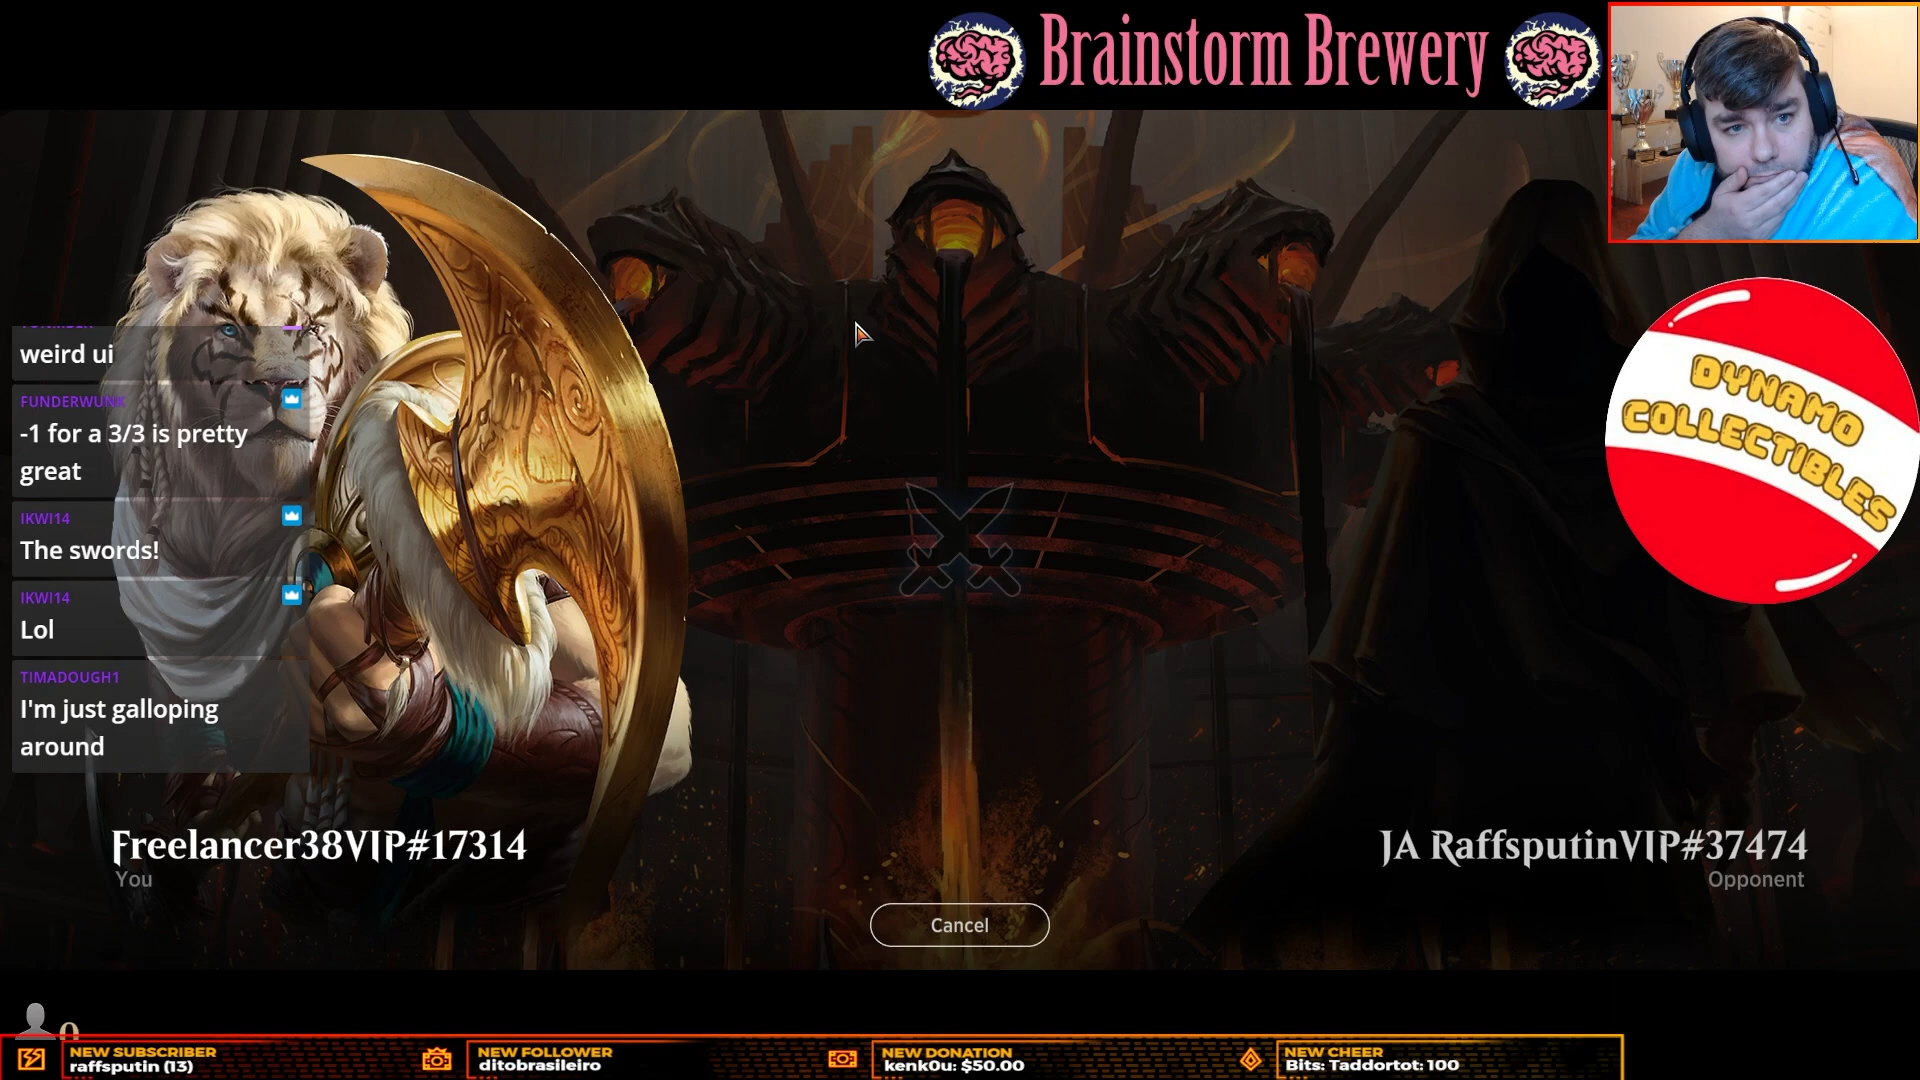 Brainstorm Brewery
DYNAMO
COLLECTIBLES
weird ui
FUNDERWUNK
-1 for a 3/3 is pretty
great
IKWI14
The swords!
IKWI14
Lol
TIMADOUGH1
I'm just galloping
around
Freelancer38VIP#17314
You
JA RaffsputinVIP#37474
Opponent
Cancel
0
NEW SUBSCRIBER
raffsputin (13)
NEW FOLLOWER
ditobrasileiro
NEW DONATION
kenk0u: $50.00
NEW CHEER
Bits: Taddortot: 100